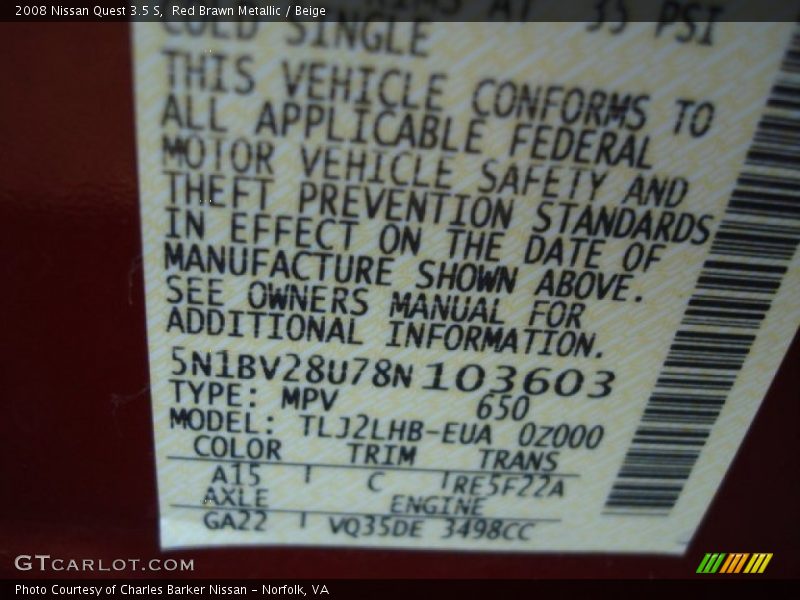 2008 Nissan Quest 3.5 S, Red Brawn Metallic / Beige
AT 35 PSI
COLD SINGLE
THIS VEHICLE CONFORMS TO
ALL APPLICABLE FEDERAL
MOTOR VEHICLE SAFETY AND
THEFT PREVENTION STANDARDS
IN EFFECT ON THE DATE OF
MANUFACTURE SHOWN ABOVE.
SEE OWNERS MANUAL FOR
ADDITIONAL INFORMATION.
5N1BV28U78N103603
TYPE: MPV 650
MODEL: TLJ2LHB-EUA 0Z000
COLOR TRIM TRANS
A15 C RE5F22A
AXLE ENGINE
GA22 VQ35DE 3498CC
GTCARLOT.COM
Photo Courtesy of Charles Barker Nissan - Norfolk, VA